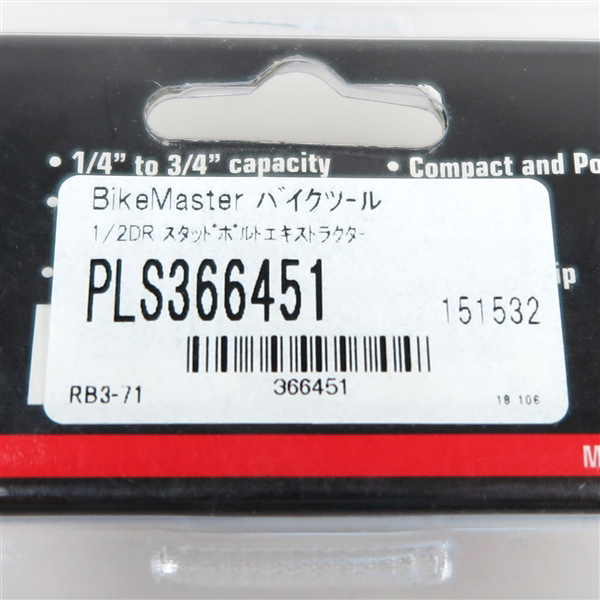 • 1/4” to 3/4” capacity • Compact and Po
BikeMaster ﾊﾞｲｸﾂｰﾙ
1/2DR ｽﾀｯﾄﾞﾎﾞﾙﾄｴｷｽﾄﾗｸﾀｰ
ip
PLS366451 151532
366451
RB3-71 18 106
M